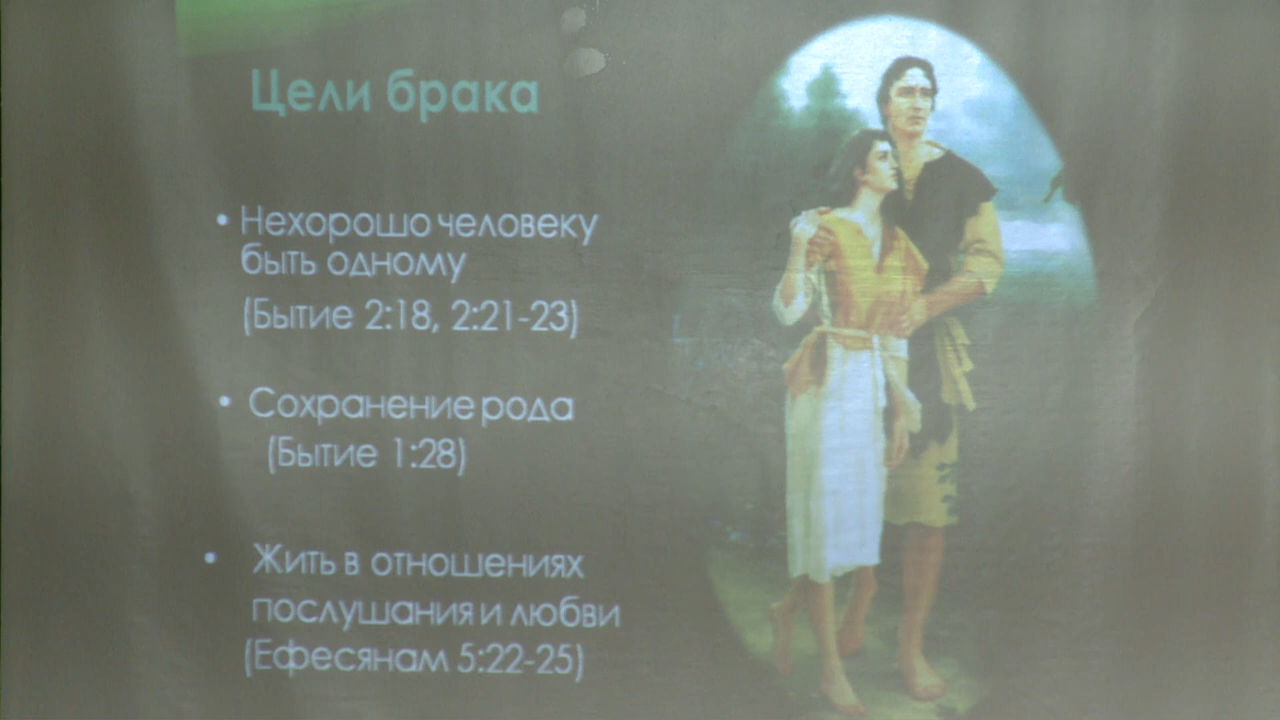 Цели брака
• Нехорошо человеку
быть одному
(Бытие 2:18, 2:21-23)
• Сохранение рода
(Бытие 1:28)
• Жить в отношениях
послушания и любви
(Ефесянам 5:22-25)